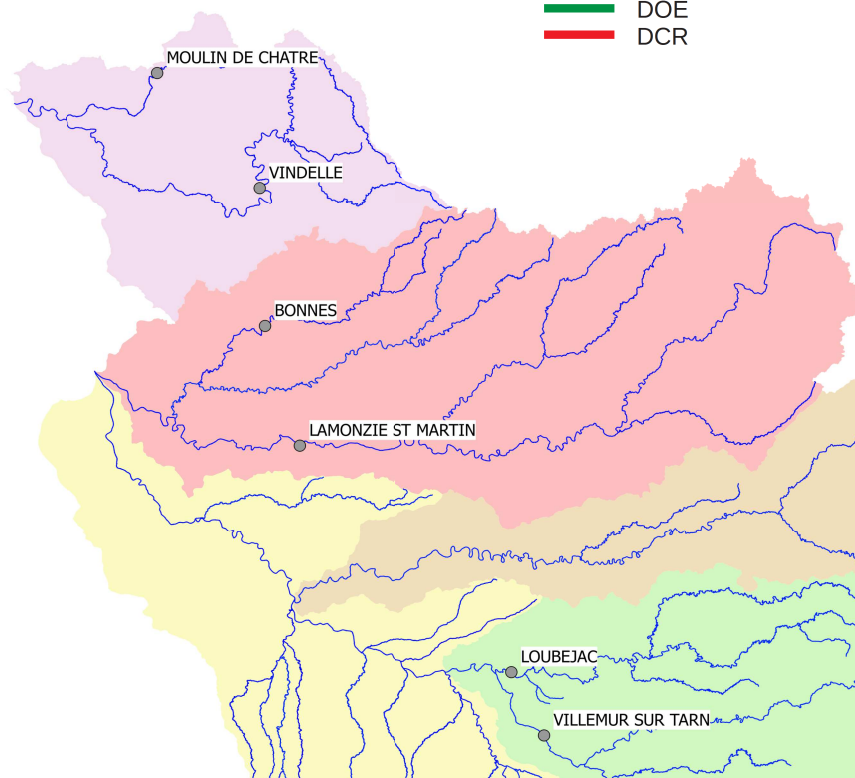 DOE
DCR
MOULIN DE CHATRE
VINDELLE
BONNES
LAMONZIE ST MARTIN
LOUBEJAC
VILLEMUR SUR TARN